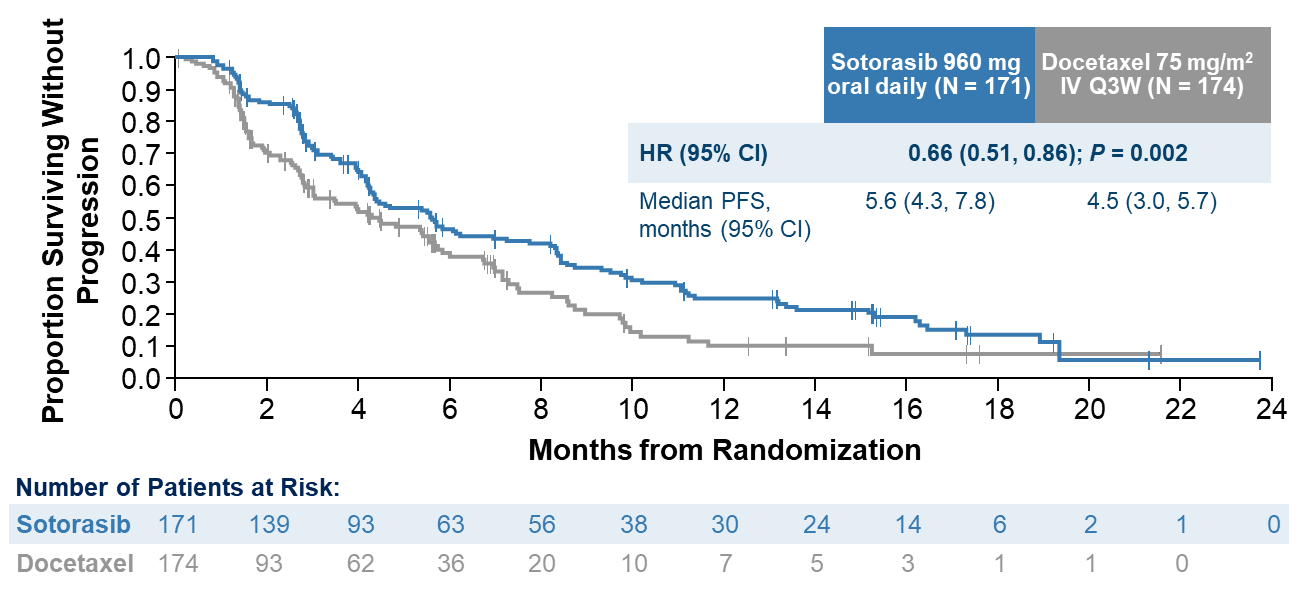 Sotorasib 960 mg oral daily (N = 171)
Docetaxel 75 mg/m² IV Q3W (N = 174)
HR (95% CI) 0.66 (0.51, 0.86); P = 0.002
Median PFS, months (95% CI) 5.6 (4.3, 7.8) 4.5 (3.0, 5.7)
Proportion Surviving Without
Progression
1.0
0.9
0.8
0.7
0.6
0.5
0.4
0.3
0.2
0.1
0.0
0 2 4 6 8 10 12 14 16 18 20 22 24
Months from Randomization
Number of Patients at Risk:
Sotorasib 171 139 93 63 56 38 30 24 14 6 2 1 0
Docetaxel 174 93 62 36 20 10 7 5 3 1 1 0